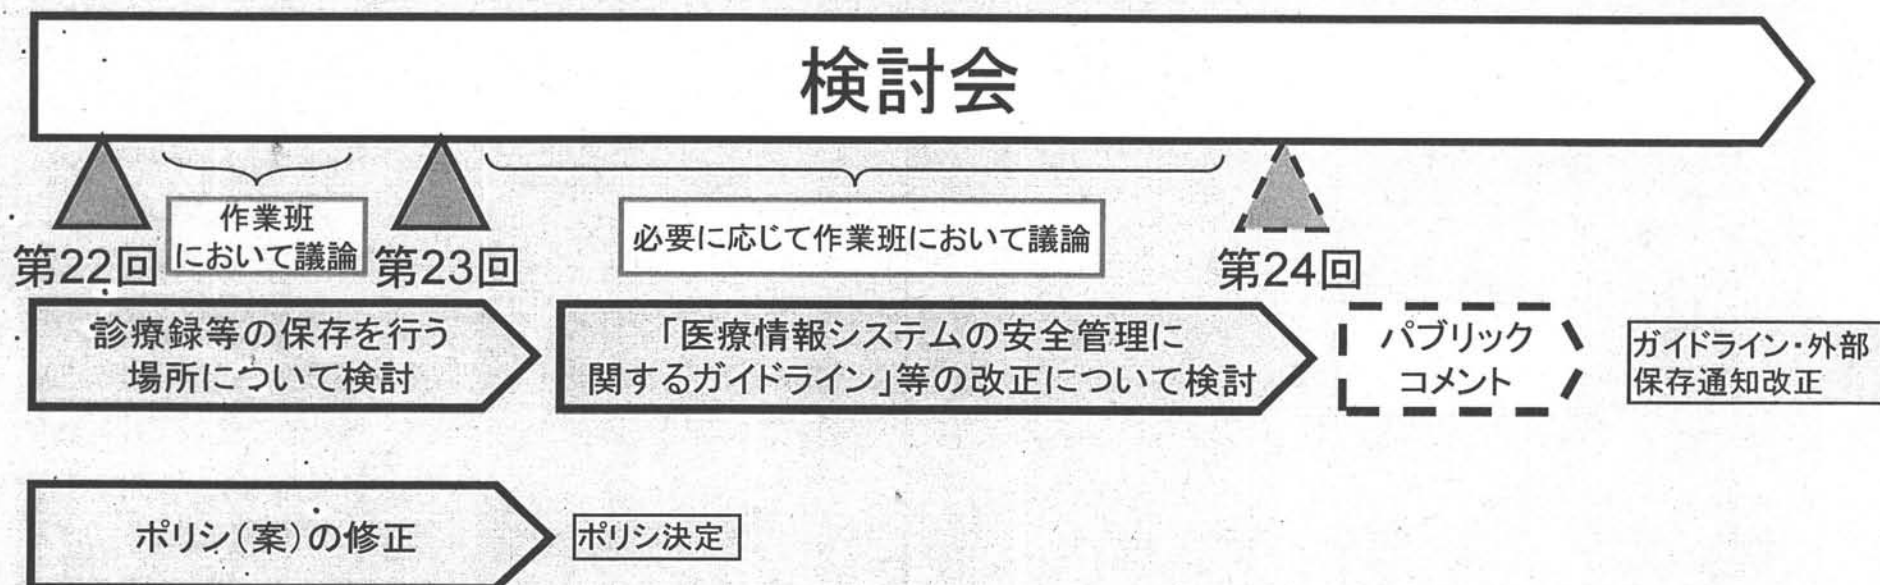 検討会
作業班
において議論
必要に応じて作業班において議論
第22回
第23回
第24回
診療録等の保存を行う
場所について検討
「医療情報システムの安全管理に
関するガイドライン」等の改正について検討
パブリック
コメント
ガイドライン・外部
保存通知改正
ポリシ(案)の修正
ポリシ決定